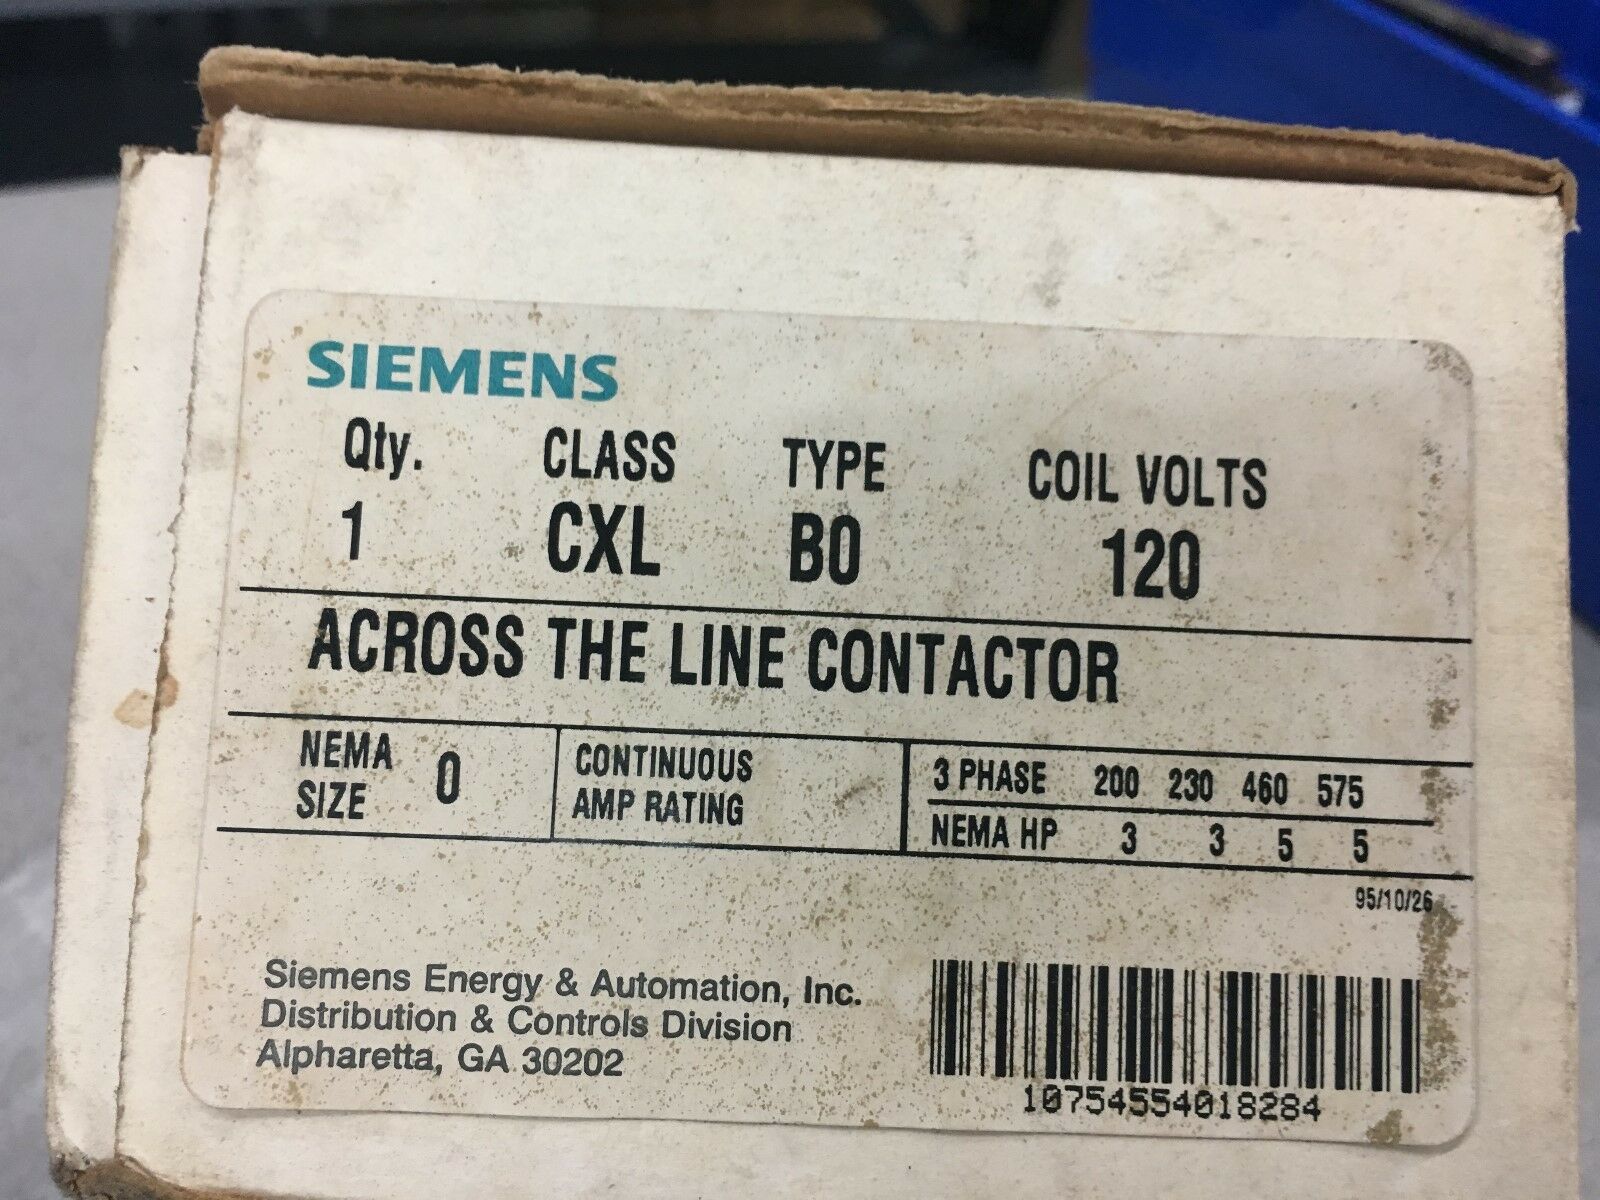 SIEMENS
Qty. CLASS TYPE COIL VOLTS
1 CXL B0 120
ACROSS THE LINE CONTACTOR
NEMA SIZE 0
CONTINUOUS
AMP RATING
3 PHASE 200 230 460 575
NEMA HP 3 3 5 5
95/10/26
Siemens Energy & Automation, Inc.
Distribution & Controls Division
Alpharetta, GA 30202
10754554018284